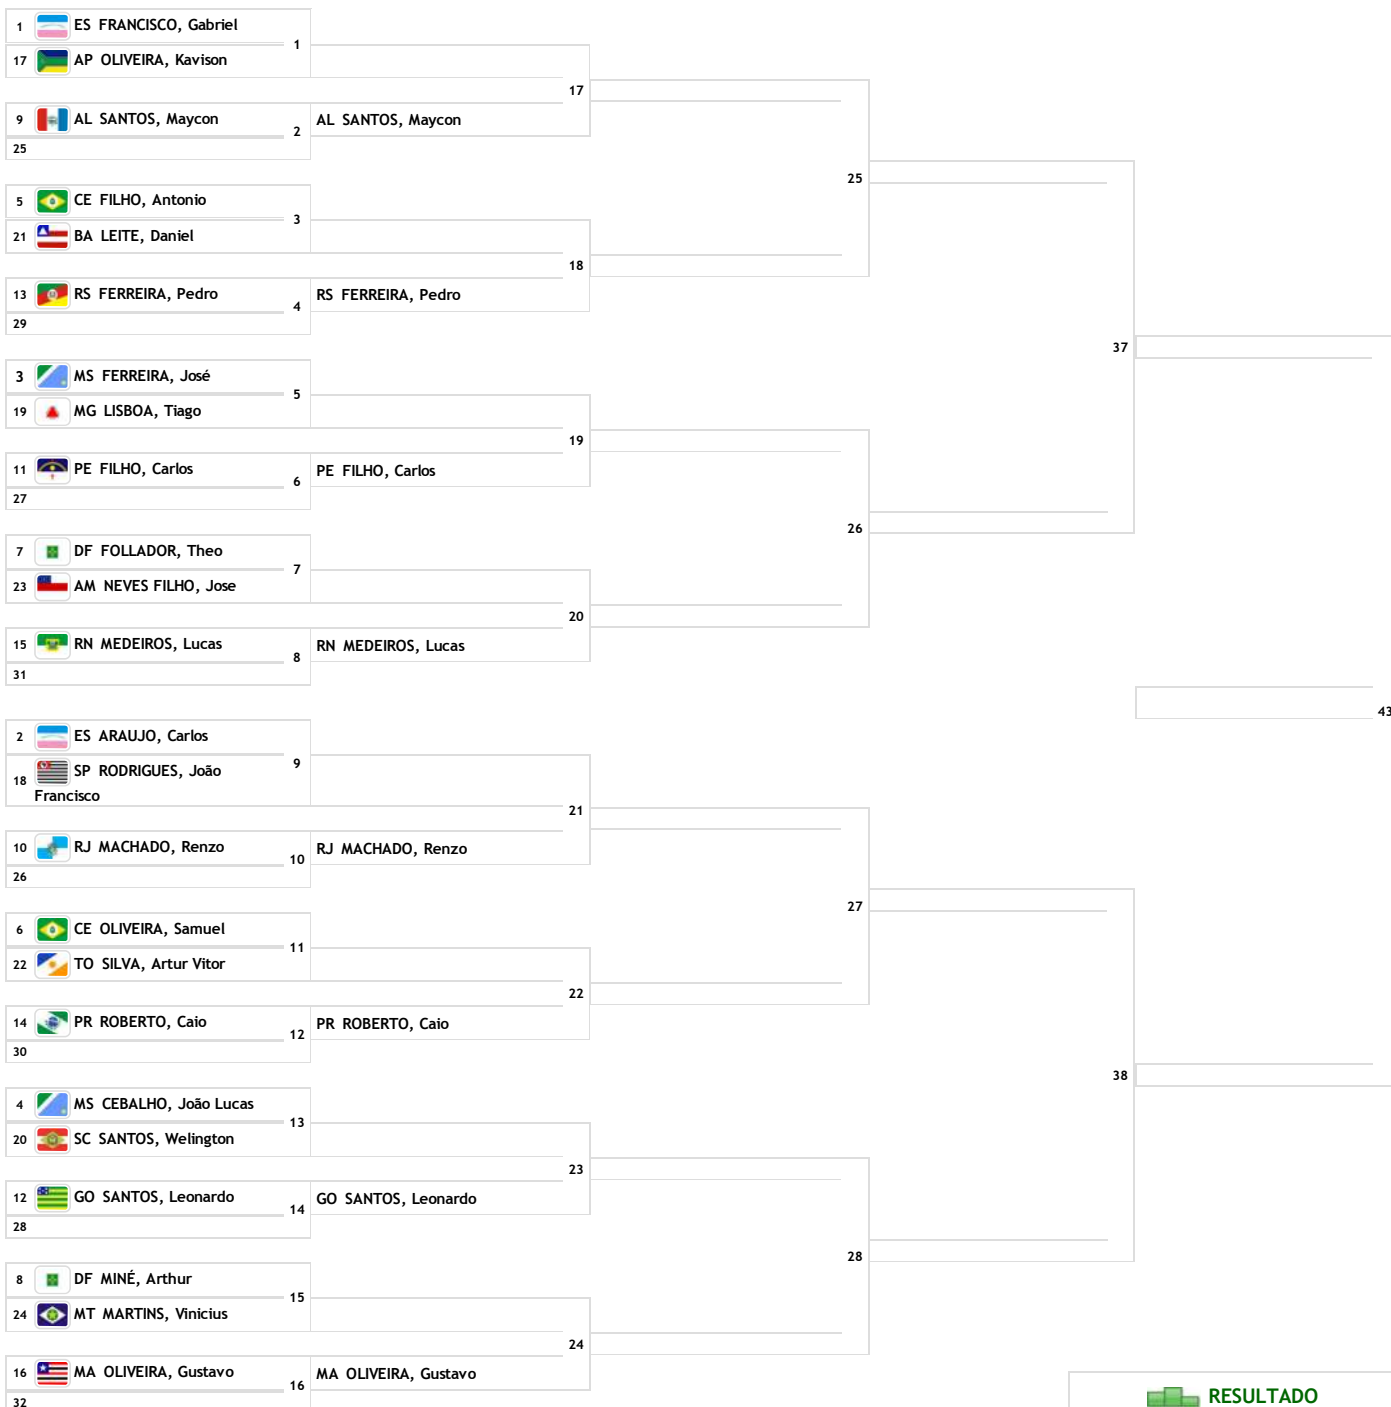 1 ES FRANCISCO, Gabriel
1
17 AP OLIVEIRA, Kavison
17
9 AL SANTOS, Maycon
2 AL SANTOS, Maycon
25
25
5 CE FILHO, Antonio
3
21 BA LEITE, Daniel
18
13 RS FERREIRA, Pedro
4 RS FERREIRA, Pedro
29
37
3 MS FERREIRA, José
5
19 MG LISBOA, Tiago
19
11 PE FILHO, Carlos
6 PE FILHO, Carlos
27
26
7 DF FOLLADOR, Theo
7
23 AM NEVES FILHO, Jose
20
15 RN MEDEIROS, Lucas
8 RN MEDEIROS, Lucas
31
43
2 ES ARAUJO, Carlos
9
18 SP RODRIGUES, João
Francisco
21
10 RJ MACHADO, Renzo
10 RJ MACHADO, Renzo
26
27
6 CE OLIVEIRA, Samuel
11
22 TO SILVA, Artur Vitor
22
14 PR ROBERTO, Caio
12 PR ROBERTO, Caio
30
38
4 MS CEBALHO, João Lucas
13
20 SC SANTOS, Welington
23
12 GO SANTOS, Leonardo
14 GO SANTOS, Leonardo
28
28
8 DF MINÉ, Arthur
15
24 MT MARTINS, Vinicius
24
16 MA OLIVEIRA, Gustavo
16 MA OLIVEIRA, Gustavo
32
RESULTADO